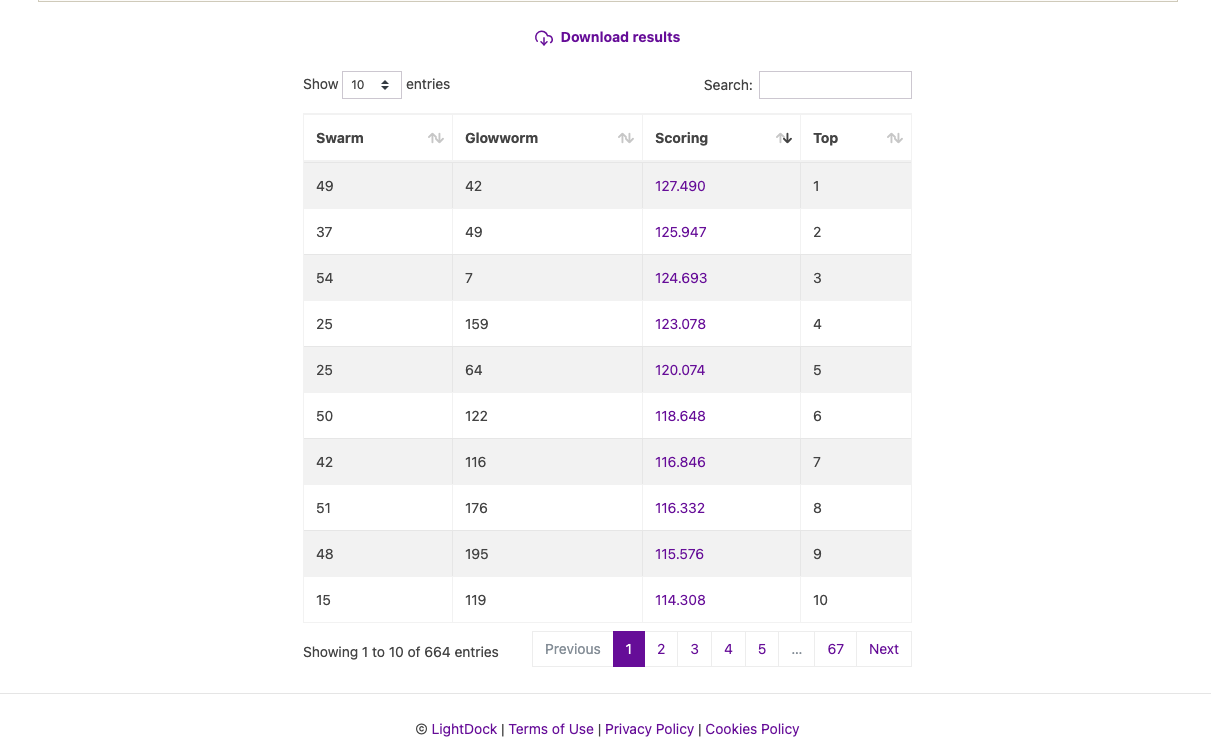 Download results
Show 10 entries Search:
Swarm Glowworm Scoring Top
49 42 127.490 1
37 49 125.947 2
54 7 124.693 3
25 159 123.078 4
25 64 120.074 5
50 122 118.648 6
42 116 116.846 7
51 176 116.332 8
48 195 115.576 9
15 119 114.308 10
Showing 1 to 10 of 664 entries Previous 1 2 3 4 5 ... 67 Next
© LightDock | Terms of Use | Privacy Policy | Cookies Policy